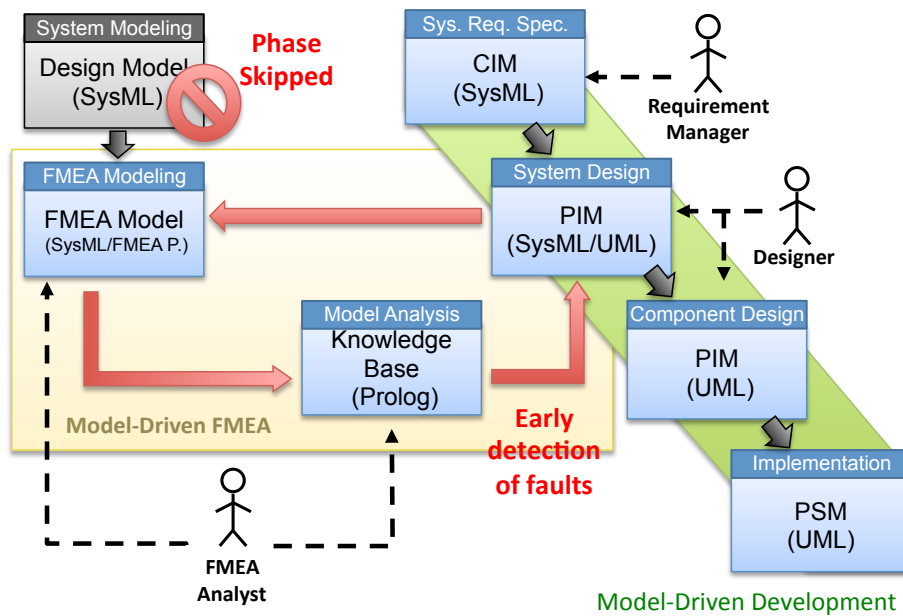 System Modeling
Design Model
(SysML)
Phase
Skipped
Sys. Req. Spec.
CIM
(SysML)
Requirement
Manager
FMEA Modeling
FMEA Model
(SysML/FMEA P.)
System Design
PIM
(SysML/UML)
Designer
Model Analysis
Knowledge
Base
(Prolog)
Component Design
PIM
(UML)
Model-Driven FMEA
Early
detection
of faults
Implementation
PSM
(UML)
FMEA
Analyst
Model-Driven Development